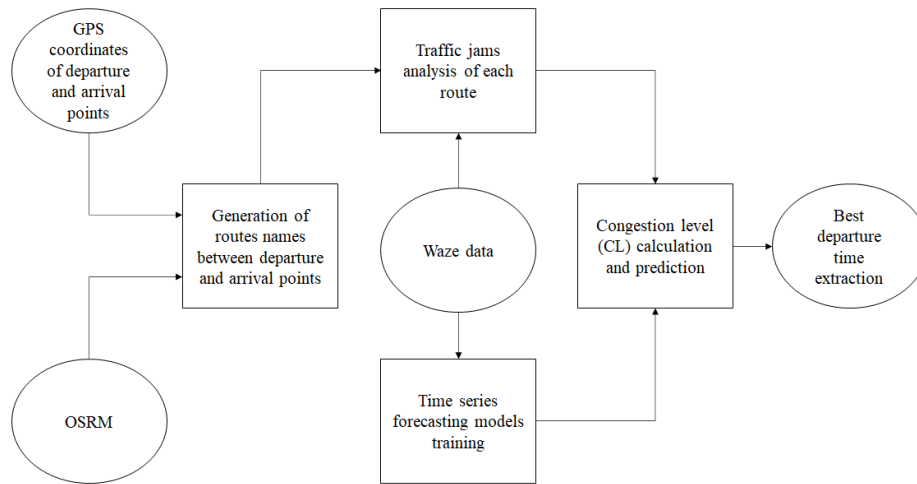 GPS
coordinates
of departure
and arrival
points
Traffic jams
analysis of each
route
Generation of
routes names
between departure
and arrival points
Waze data
Congestion level
(CL) calculation
and prediction
Best
departure
time
extraction
OSRM
Time series
forecasting models
training